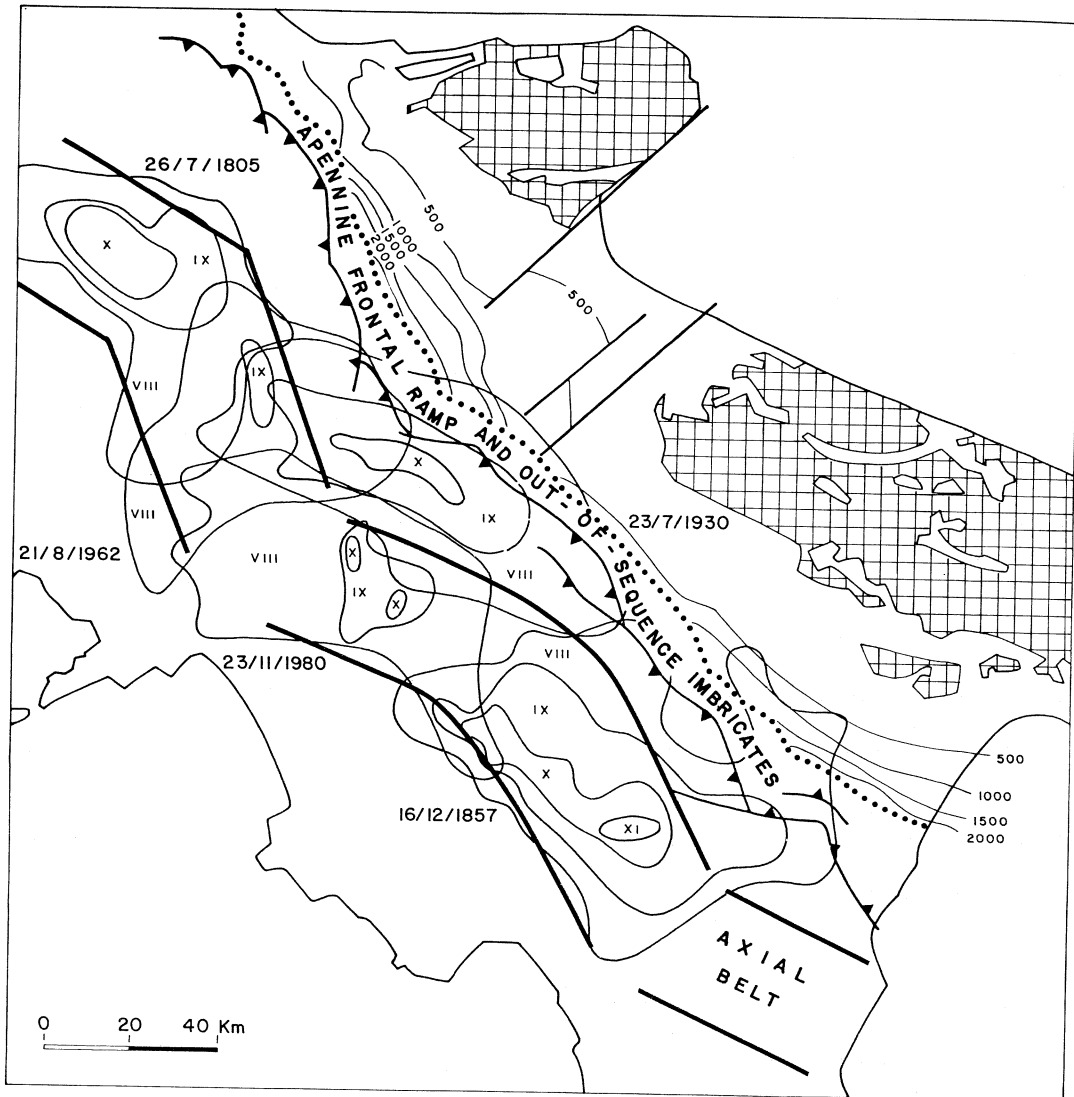 26/7/1805
APENNINE FRONTAL RAMP AND OUT-OF-SEQUENCE IMBRICATES
500
1000
1500
2000
500
X
IX
VIII
IX
X
IX
VIII
23/7/1930
21/8/1962
VIII
X
IX
X
VIII
VIII
23/11/1980
IX
X
XI
16/12/1857
500
1000
1500
2000
AXIAL
BELT
0 20 40 Km